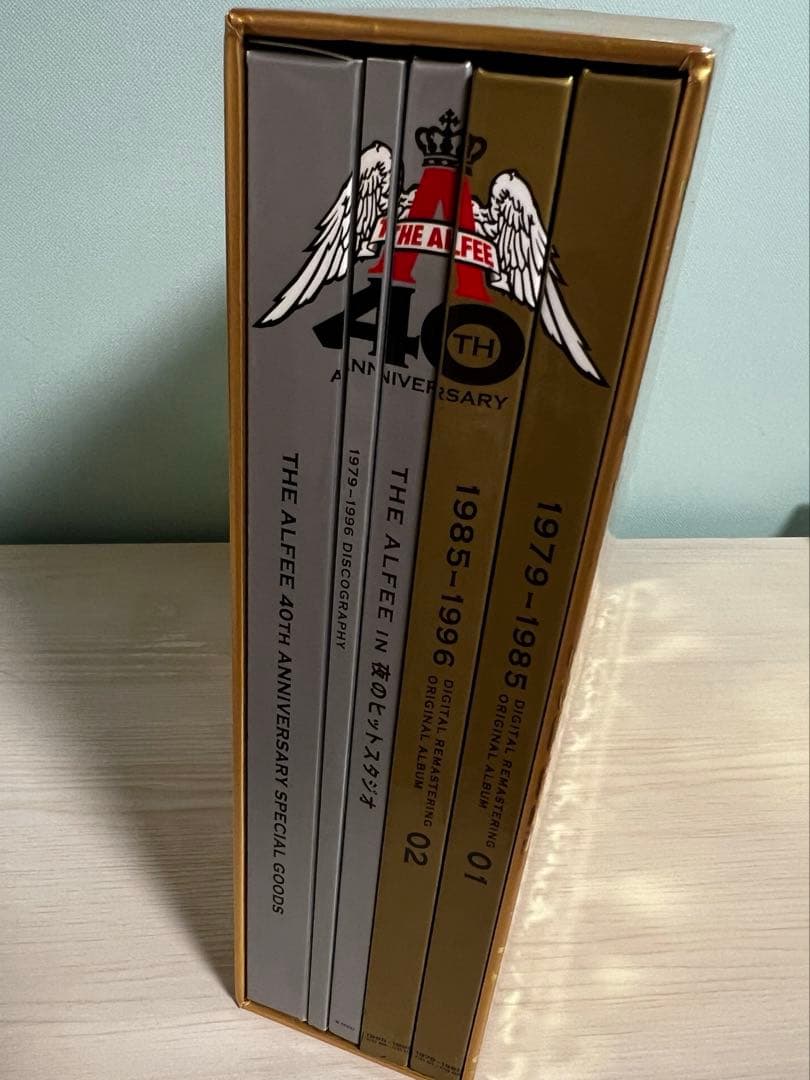 THE ALFEE
40TH
ANNIVERSARY
THE ALFEE 40TH ANNIVERSARY SPECIAL GOODS
1979-1996 DISCOGRAPHY
THE ALFEE IN 夜のヒットスタジオ
1985-1996 DIGITAL REMASTERING
ORIGINAL ALBUM 02
1979-1985 DIGITAL REMASTERING
ORIGINAL ALBUM 01